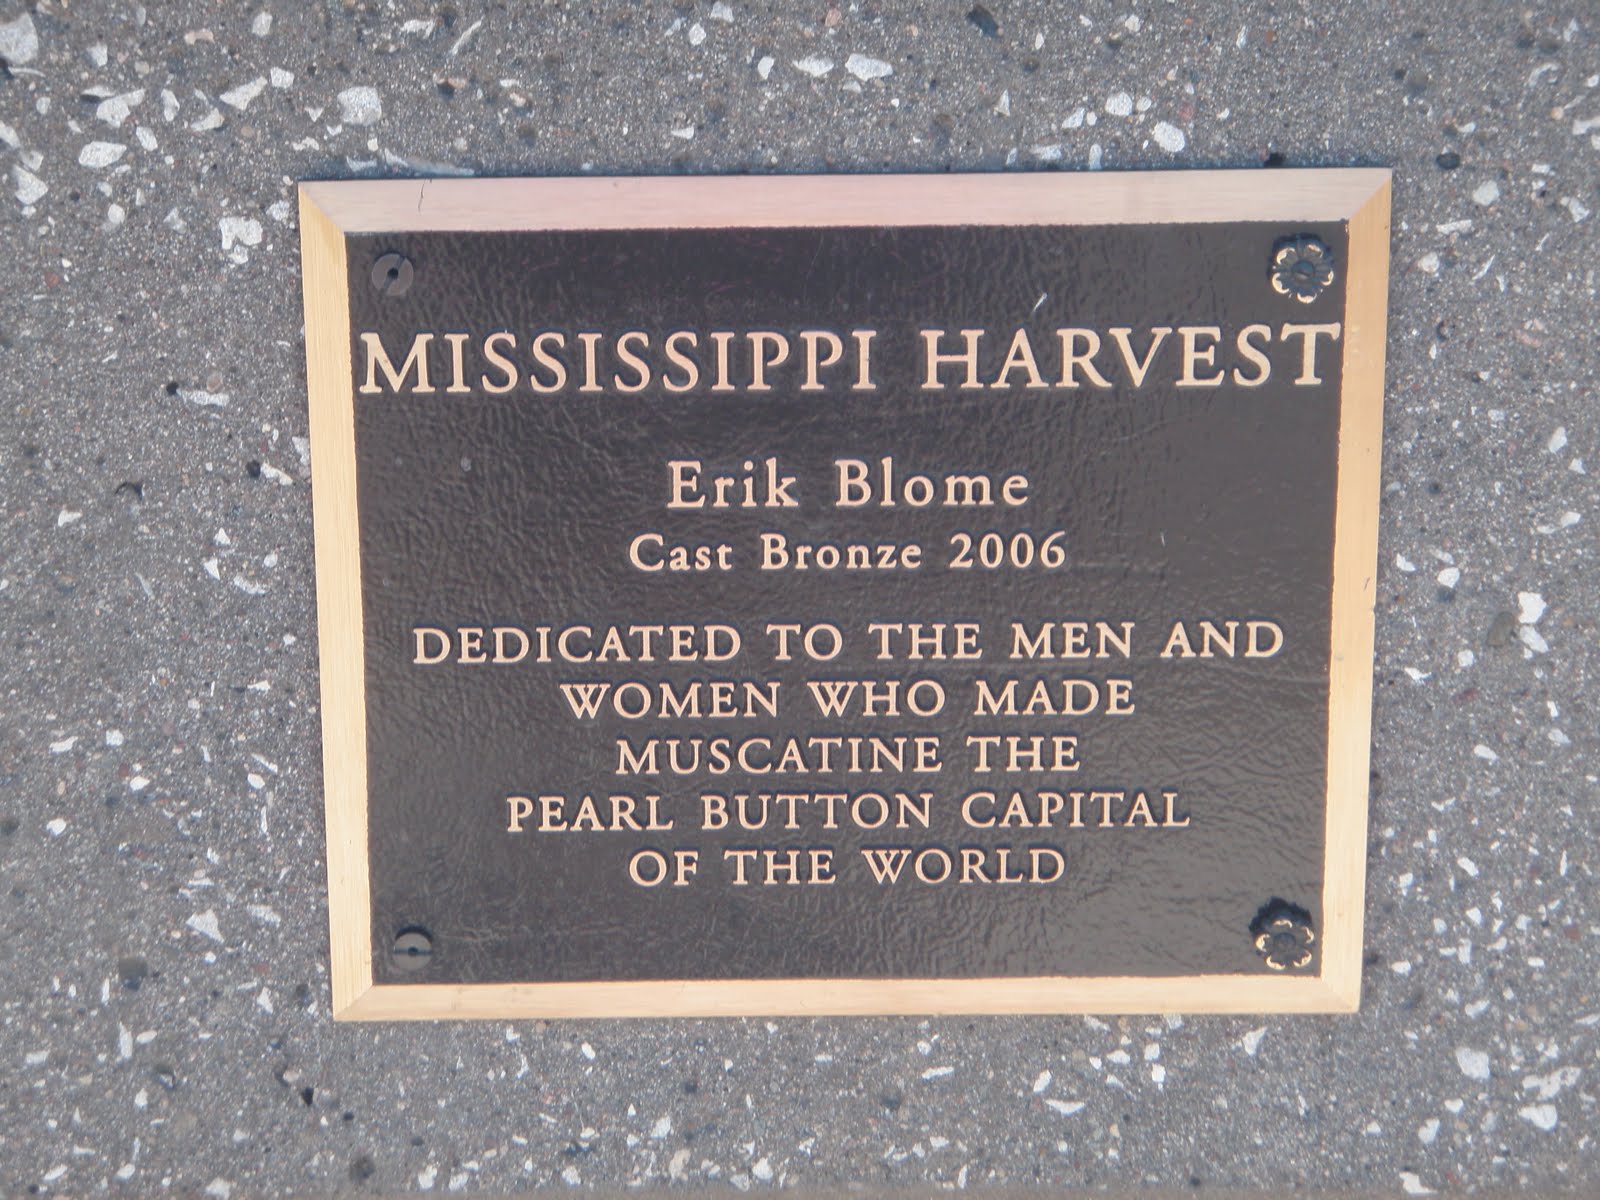 MISSISSIPPI HARVEST
Erik Blome
Cast Bronze 2006
DEDICATED TO THE MEN AND
WOMEN WHO MADE
MUSCATINE THE
PEARL BUTTON CAPITAL
OF THE WORLD